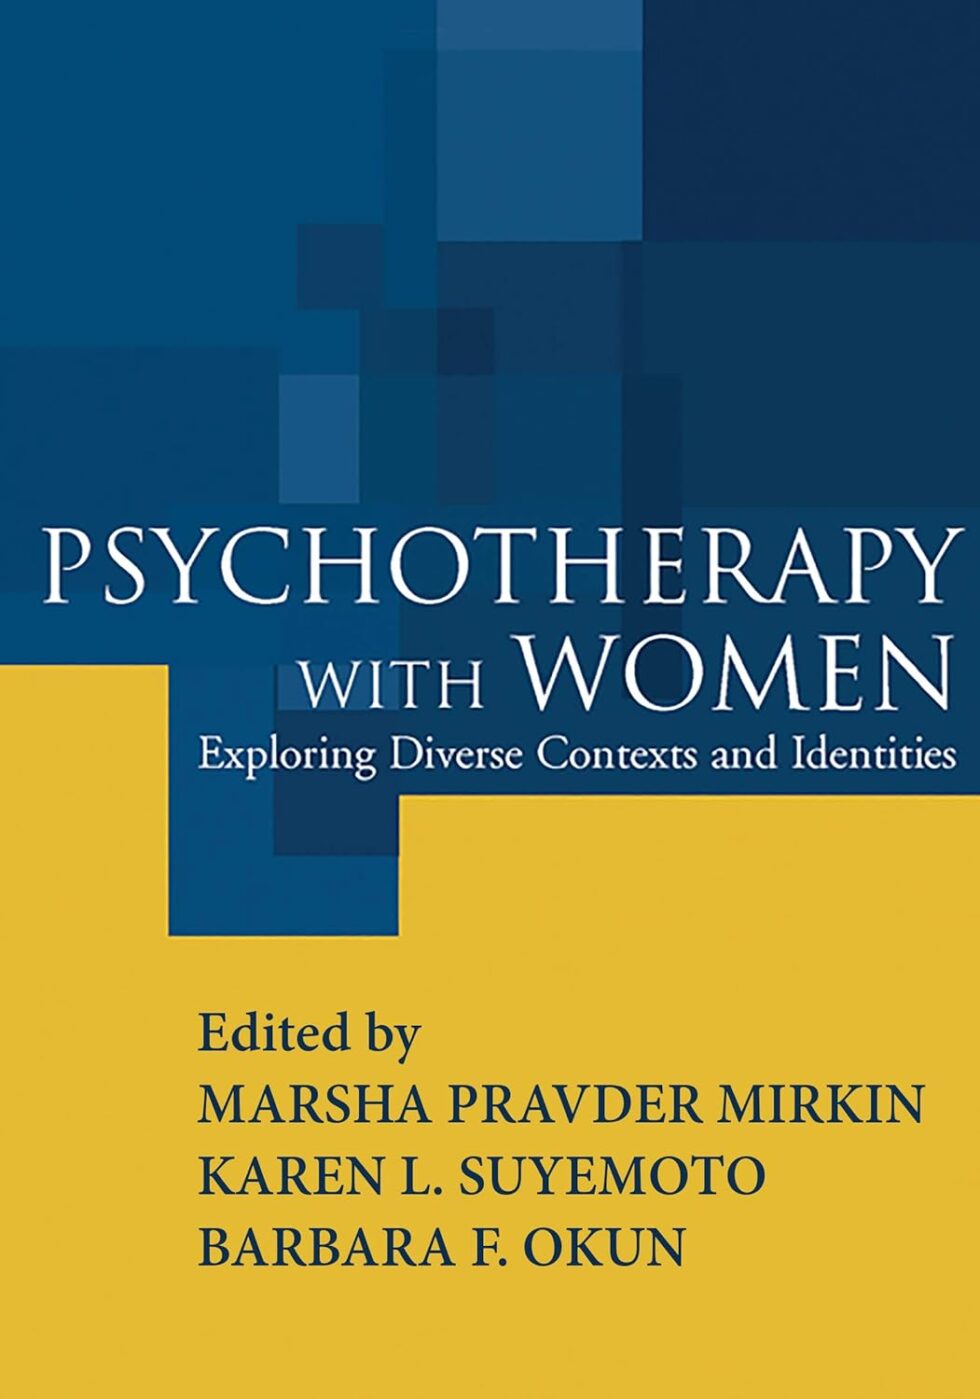 PSYCHOTHERAPY
WITH WOMEN
Exploring Diverse Contexts and Identities
Edited by
MARSHA PRAVDER MIRKIN
KAREN L. SUYEMOTO
BARBARA F. OKUN